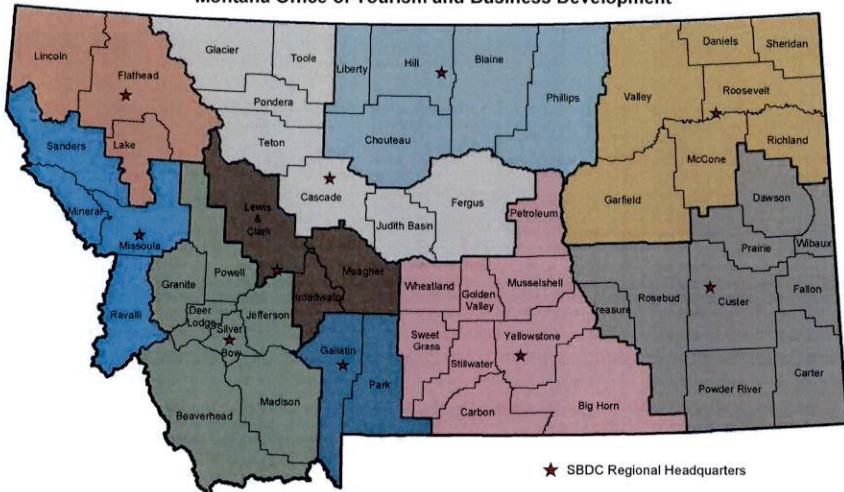 Montana Office of Tourism and Business Development
Lincoln
Flathead
Glacier
Toole
Liberty
Hill
Blaine
Phillips
Valley
Daniels
Sheridan
Roosevelt
Richland
Pondera
Teton
Chouteau
Sanders
Lake
McCone
Garfield
Dawson
Mineral
Missoula
Lewis
&
Clark
Cascade
Judith Basin
Fergus
Petroleum
Prairie
Wibaux
Powell
Granite
Meagher
Broadwater
Wheatland
Golden
Valley
Musselshell
Treasure
Rosebud
Custer
Fallon
Ravalli
Deer
Lodge
Silver
Bow
Jefferson
Gallatin
Park
Sweet
Grass
Stillwater
Yellowstone
Carbon
Big Horn
Powder River
Carter
Beaverhead
Madison
SBDC Regional Headquarters